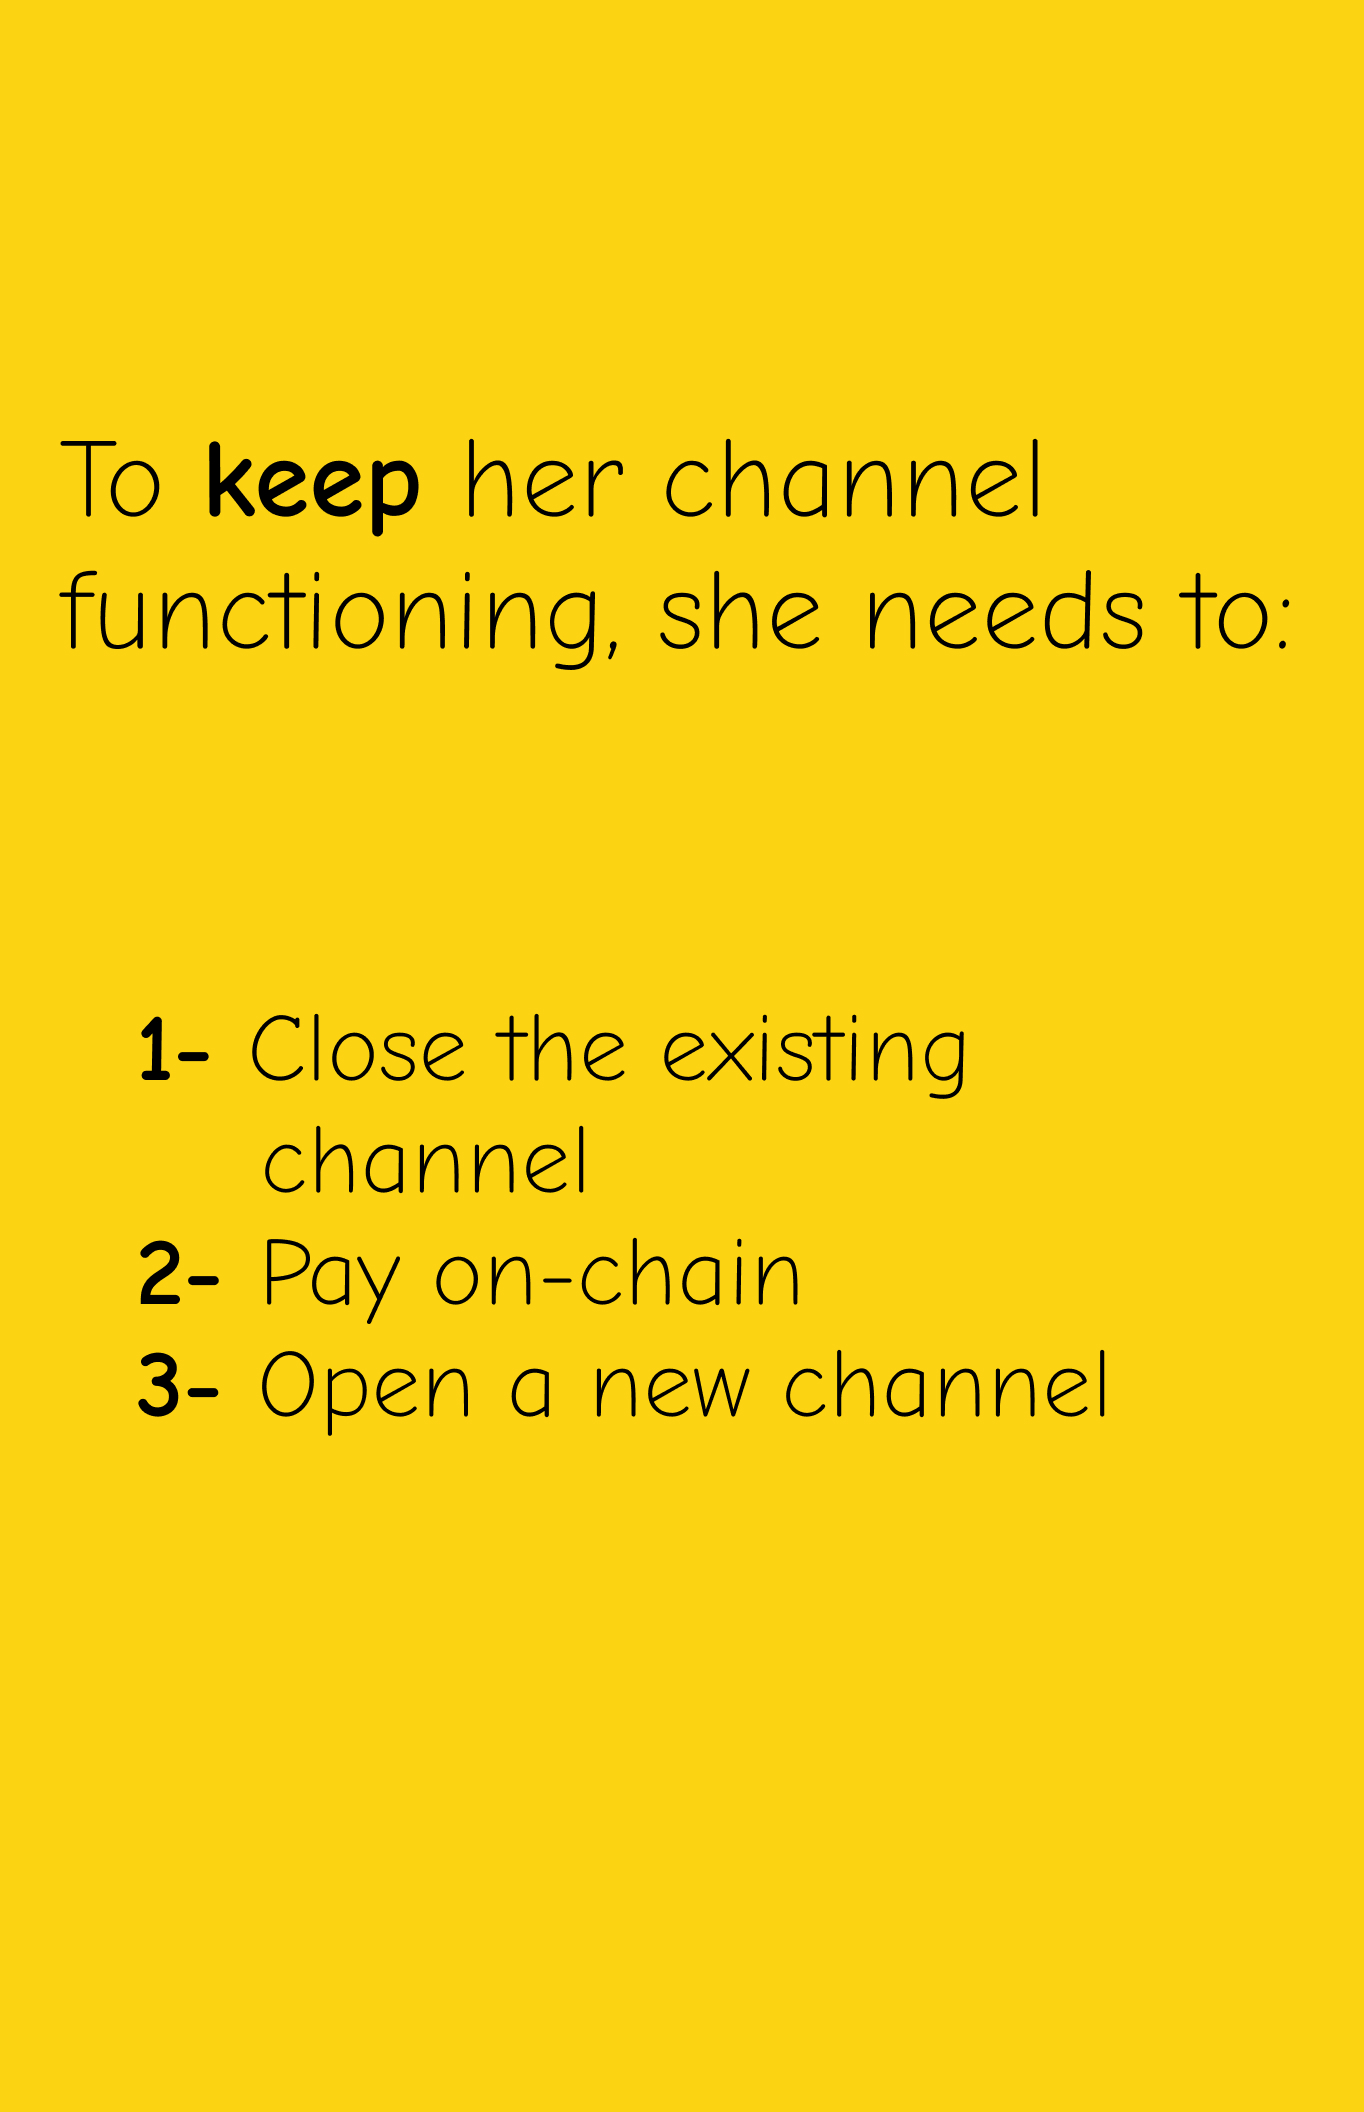 To keep her channel
functioning, she needs to:
1- Close the existing
channel
2- Pay on-chain
3- Open a new channel